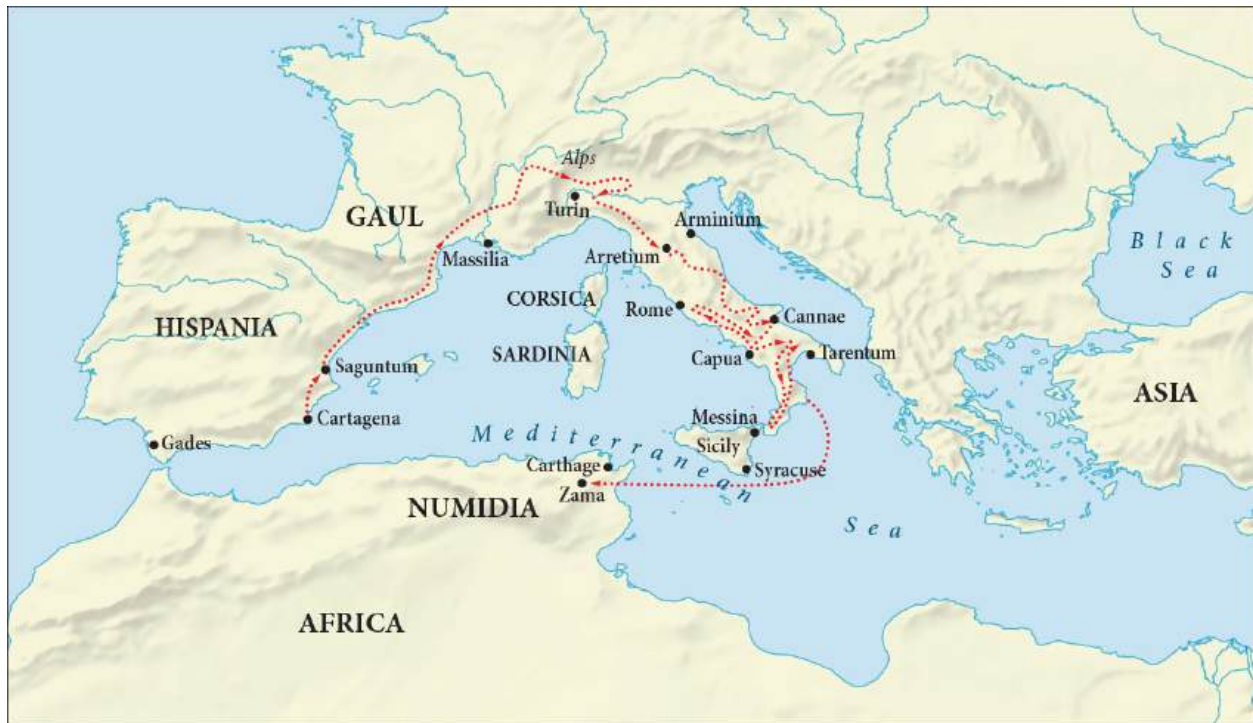 Alps
Turin
GAUL
Massilia
Arminium
Arretium
Black
Sea
CORSICA
Rome
Cannae
HISPANIA
SARDINIA
Capua
Tarentum
Saguntum
ASIA
Cartagena
Messina
Gades
Mediterranean
Sicily
Carthage
Syracuse
Zama
NUMIDIA
Sea
AFRICA